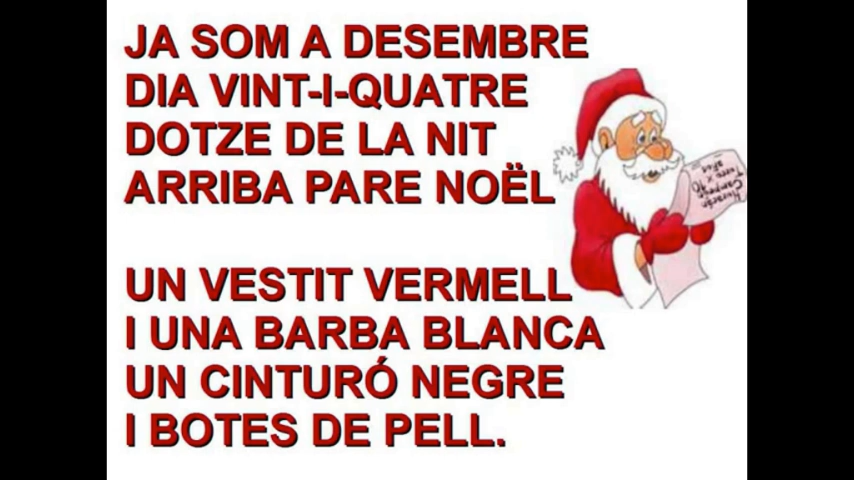 JA SOM A DESEMBRE
DIA VINT-I-QUATRE
DOTZE DE LA NIT
ARRIBA PARE NOËL
UN VESTIT VERMELL
I UNA BARBA BLANCA
UN CINTURÓ NEGRE
I BOTES DE PELL.